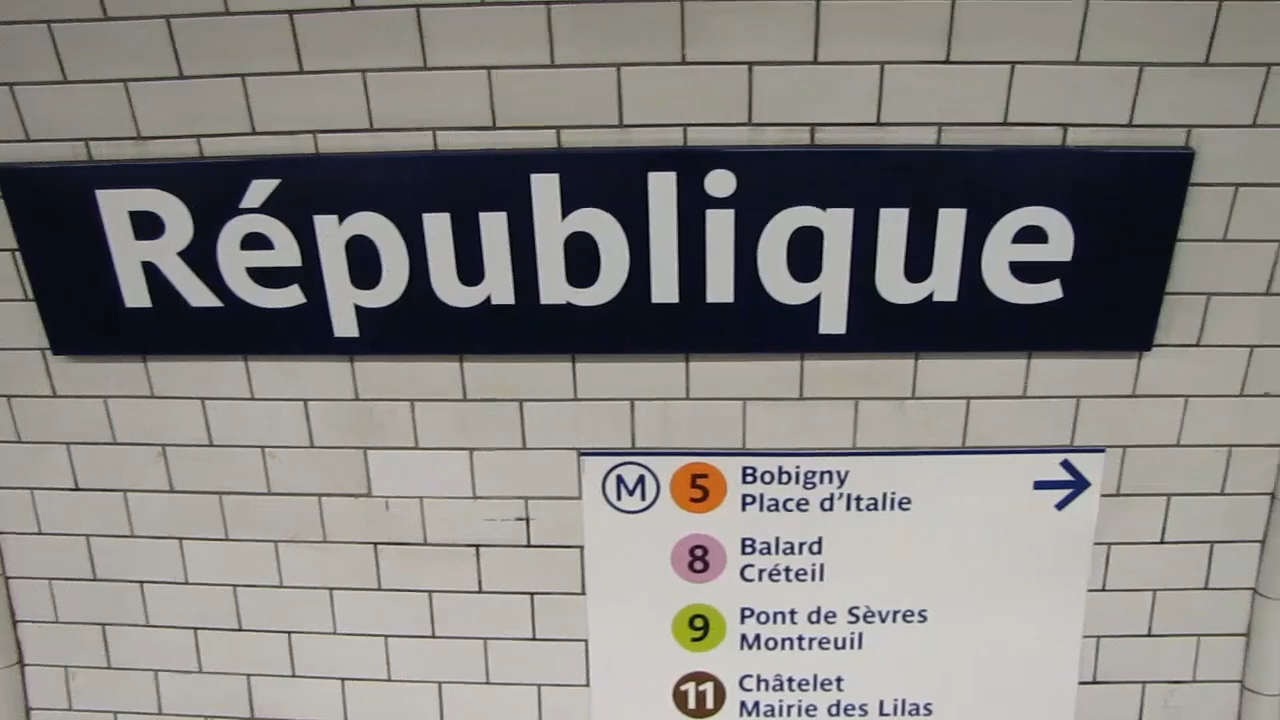 République
M 5 Bobigny
Place d'Italie
8 Balard
Créteil
9 Pont de Sèvres
Montreuil
11 Châtelet
Mairie des Lilas